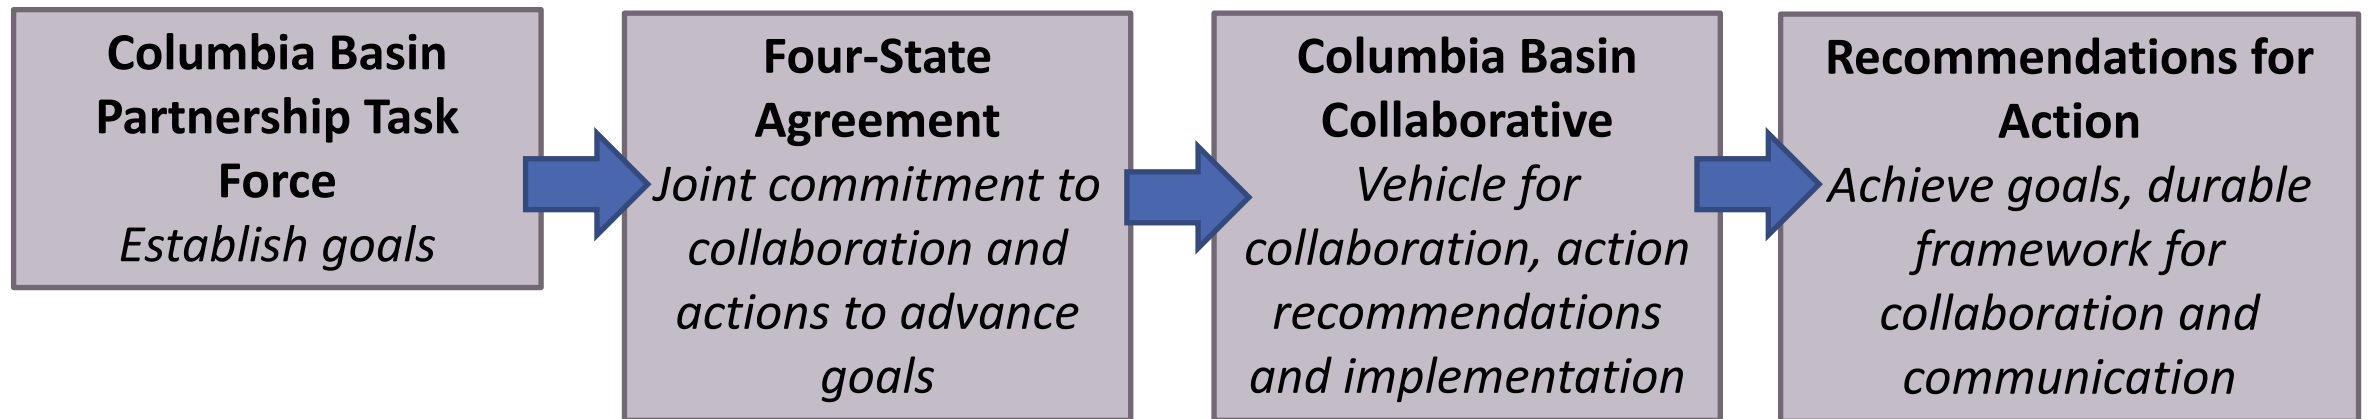 Columbia Basin
Partnership Task
Force
Establish goals
Four-State
Agreement
Joint commitment to
collaboration and
actions to advance
goals
Columbia Basin
Collaborative
Vehicle for
collaboration, action
recommendations
and implementation
Recommendations for
Action
Achieve goals, durable
framework for
collaboration and
communication